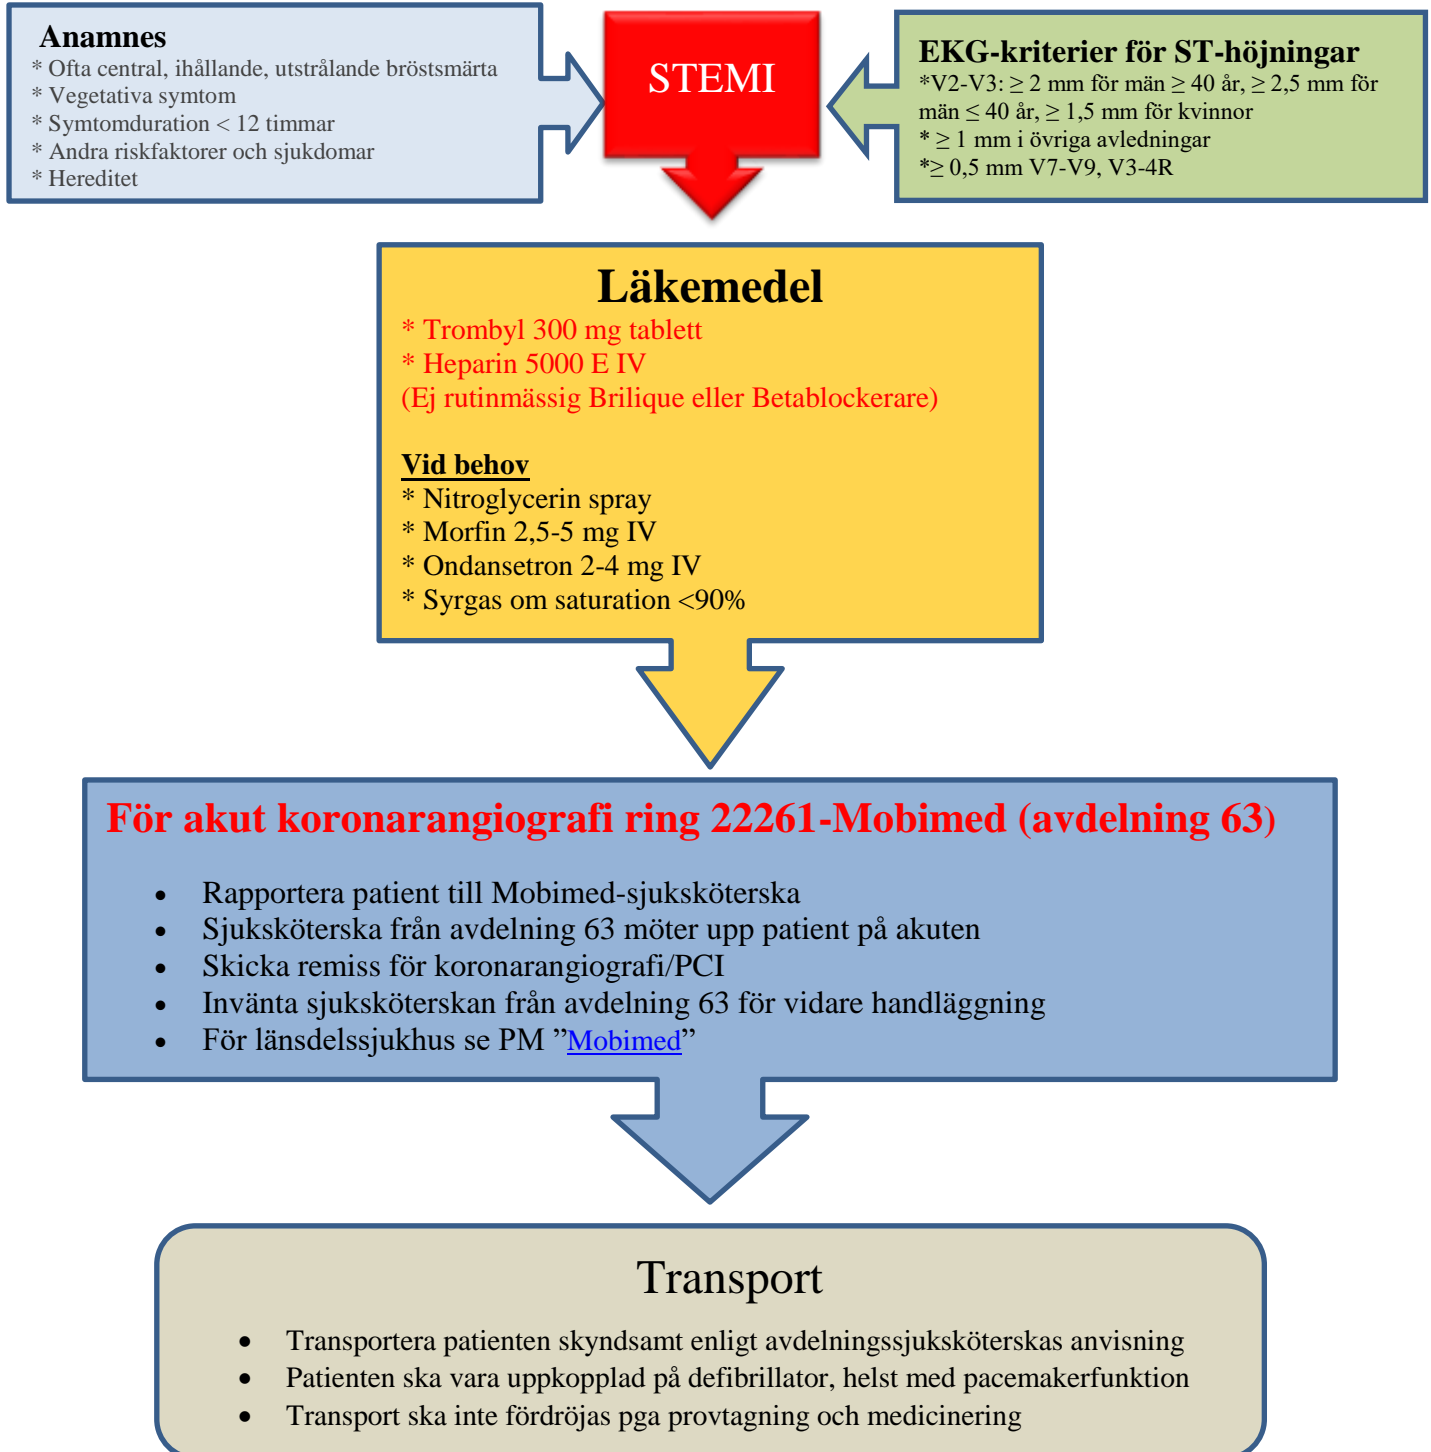 Anamnes
* Ofta central, ihållande, utstrålande bröstsmärta
* Vegetativa symtom
* Symtomduration < 12 timmar
* Andra riskfaktorer och sjukdomar
* Hereditet
STEMI
EKG-kriterier för ST-höjningar
*V2-V3: ≥ 2 mm för män ≥ 40 år, ≥ 2,5 mm för
män ≤ 40 år, ≥ 1,5 mm för kvinnor
* ≥ 1 mm i övriga avledningar
*≥ 0,5 mm V7-V9, V3-4R
Läkemedel
* Trombyl 300 mg tablett
* Heparin 5000 E IV
(Ej rutinmässig Brilique eller Betablockerare)
Vid behov
* Nitroglycerin spray
* Morfin 2,5-5 mg IV
* Ondansetron 2-4 mg IV
* Syrgas om saturation <90%
För akut koronarangiografi ring 22261-Mobimed (avdelning 63)
• Rapportera patient till Mobimed-sjuksköterska
• Sjuksköterska från avdelning 63 möter upp patient på akuten
• Skicka remiss för koronarangiografi/PCI
• Invänta sjuksköterskan från avdelning 63 för vidare handläggning
• För länsdelssjukhus se PM ”Mobimed”
Transport
• Transportera patienten skyndsamt enligt avdelningssjuksköterskas anvisning
• Patienten ska vara uppkopplad på defibrillator, helst med pacemakerfunktion
• Transport ska inte fördröjas pga provtagning och medicinering